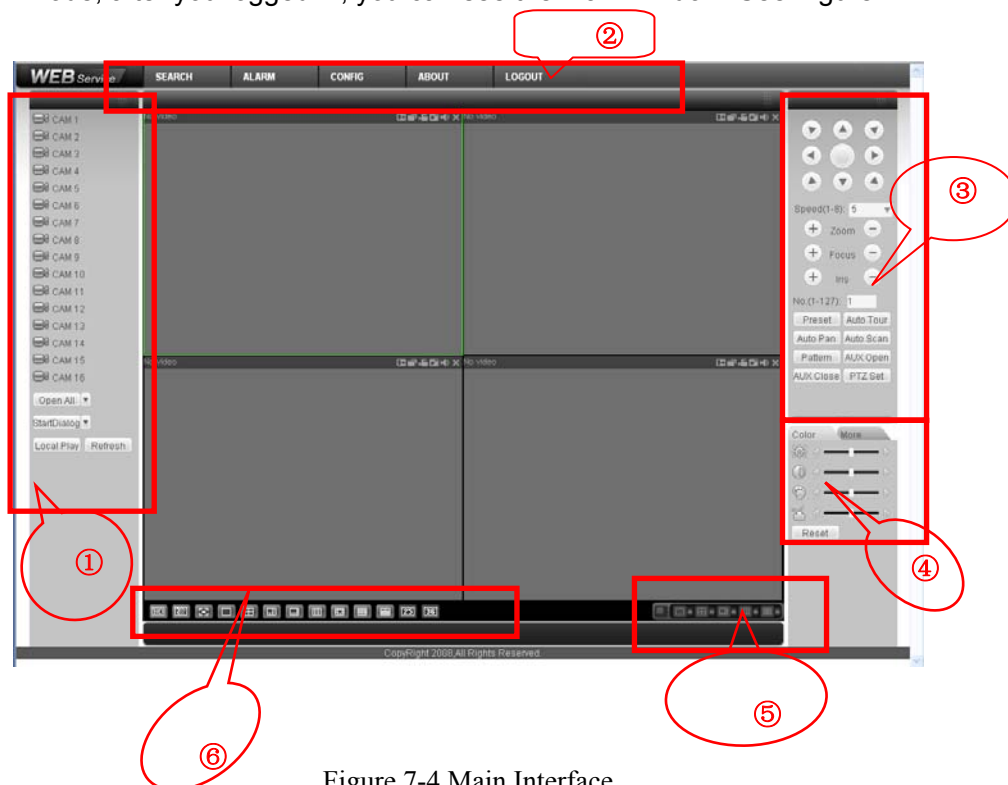 ②
WEB Service SEARCH ALARM CONFIG ABOUT LOGOUT
No video No video
CAM 1
CAM 2
CAM 3
CAM 4
CAM 5
CAM 6
CAM 7
CAM 8
CAM 9
CAM 10
CAM 11
CAM 12
CAM 13
CAM 14
CAM 15
CAM 16
Open All
StartDialog
Local Play Refresh
①
No video No video
③
Speed(1-8): 5
Zoom
Focus
Iris
No.(1-127): 1
Preset Auto Tour
Auto Pan Auto Scan
Pattern AUX Open
AUX Close PTZ Set
Color More
Reset
④
⑤
⑥
CopyRight 2008,All Rights Reserved.
Figure 7-4 Main Interface